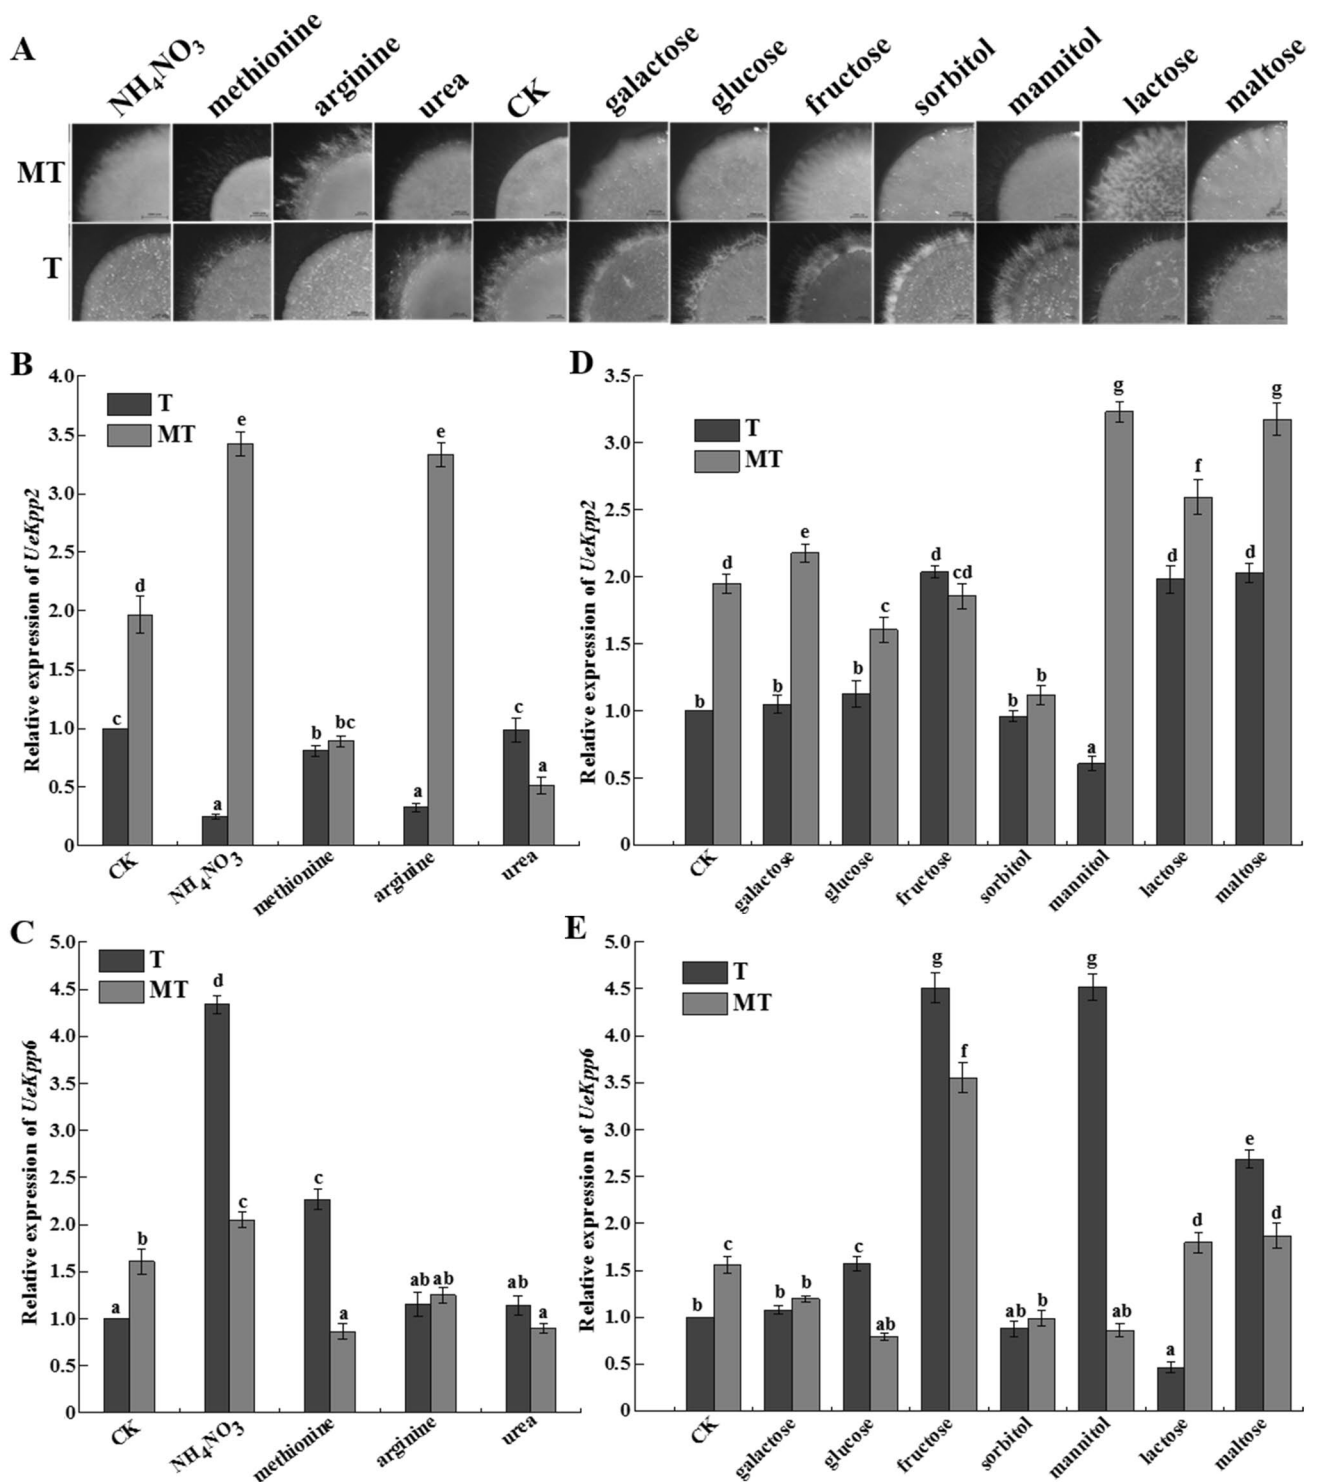 A
NH4NO3 methionine arginine urea CK galactose glucose fructose sorbitol mannitol lactose maltose
MT
T
B
Relative expression of UeKpp2
4.0
3.5
3.0
2.5
2.0
1.5
1.0
0.5
0
T
MT
c d a e b bc a e c a
CK NH4NO3 methionine arginine urea
D
Relative expression of UeKpp2
3.5
3.0
2.5
2.0
1.5
1.0
0.5
0
T
MT
b d b e b c d cd b b a g d f d g
CK galactose glucose fructose sorbitol mannitol lactose maltose
C
Relative expression of UeKpp6
5.0
4.5
4.0
3.5
3.0
2.5
2.0
1.5
1.0
0.5
0
T
MT
a b d c c a ab ab ab a
CK NH4NO3 methionine arginine urea
E
Relative expression of UeKpp6
5.0
4.5
4.0
3.5
3.0
2.5
2.0
1.5
1.0
0.5
0
T
MT
b c b b c ab g f ab b g ab a d e d
CK galactose glucose fructose sorbitol mannitol lactose maltose